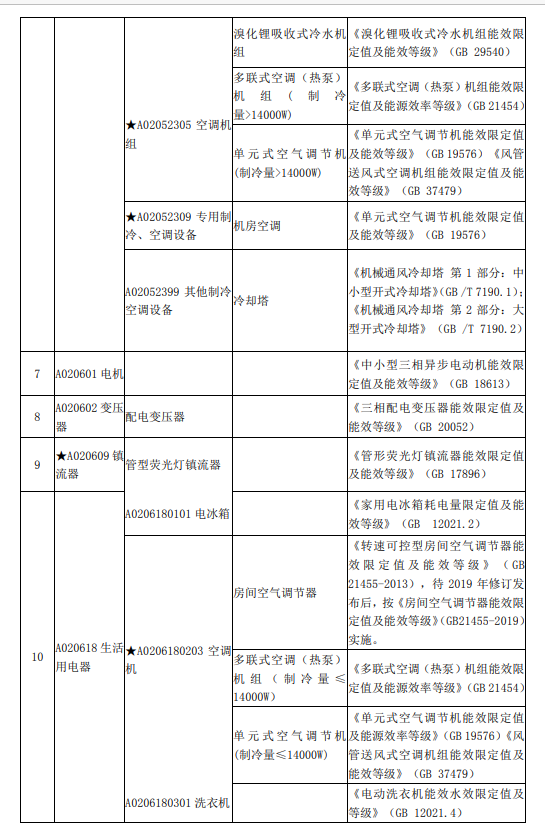 溴化锂吸收式冷水机
组
《溴化锂吸收式冷水机组能效限
定值及能效等级》（GB 29540）
★A02052305 空调机
组
多联式空调（热泵）
机组(制冷
量>14000W)
《多联式空调（热泵）机组能效限
定值及能源效率等级》（GB 21454）
单元式空气调节机
(制冷量>14000W)
《单元式空气调节机能效限定值
及能效等级》（GB 19576）《风管
送风式空调机组能效限定值及能
效等级》（GB 37479）
★A02052309 专用制
冷、空调设备
机房空调
《单元式空气调节机能效限定值
及能效等级》（GB 19576）
A02052399 其他制冷
空调设备
冷却塔
《机械通风冷却塔 第 1 部分：中
小型开式冷却塔》（GB /T 7190.1）；
《机械通风冷却塔 第 2 部分：大
型开式冷却塔》（GB /T 7190.2）
7
A020601 电机
《中小型三相异步电动机能效限
定值及能效等级》（GB 18613）
8
A020602 变压
器
配电变压器
《三相配电变压器能效限定值及
能效等级》（GB 20052）
9
★A020609 镇
流器
管型荧光灯镇流器
《管形荧光灯镇流器能效限定值
及能效等级》（GB 17896）
10
A020618 生活
用电器
A0206180101 电冰箱
《家用电冰箱耗电量限定值及能
效等级》（GB 12021.2）
★A0206180203 空调
机
房间空气调节器
《转速可控型房间空气调节器能
效限定值及能效等级》（GB
21455-2013），待 2019 年修订发
布后，按《房间空气调节器能效限
定值及能效等级》（GB21455-2019）
实施。
多联式空调（热泵）
机组（制冷量≤
14000W）
《多联式空调（热泵）机组能效限
定值及能源效率等级》（GB 21454）
单元式空气调节机
(制冷量≤14000W)
《单元式空气调节机能效限定值
及能源效率等级》（GB 19576）《风
管送风式空调机组能效限定值及
能效等级》（GB 37479）
A0206180301 洗衣机
《电动洗衣机能效水效限定值及
等级》（GB 12021.4）